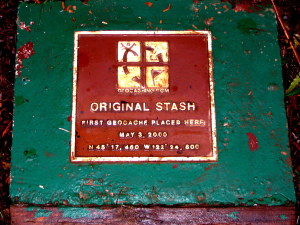 GEOCACHING.COM
ORIGINAL STASH
FIRST GEOCACHE PLACED HERE
MAY 3, 2000
N 45° 17. 460 W 122° 24. 800